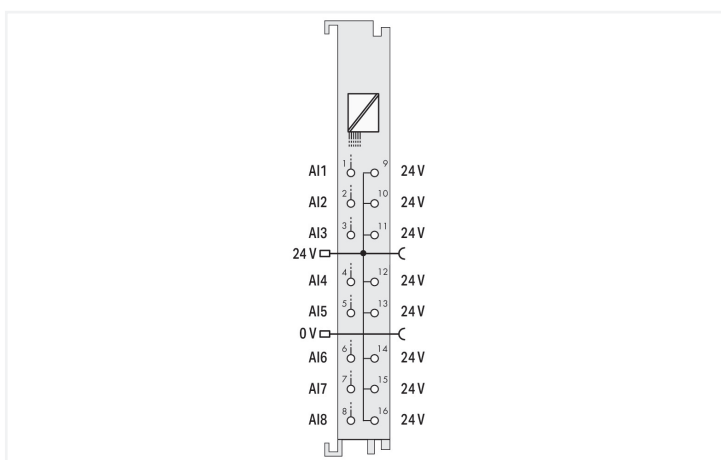 AI1 1 9 24 V
AI2 2 10 24 V
AI3 3 11 24 V
24 V
AI4 4 12 24 V
AI5 5 13 24 V
0 V
AI6 6 14 24 V
AI7 7 15 24 V
AI8 8 16 24 V